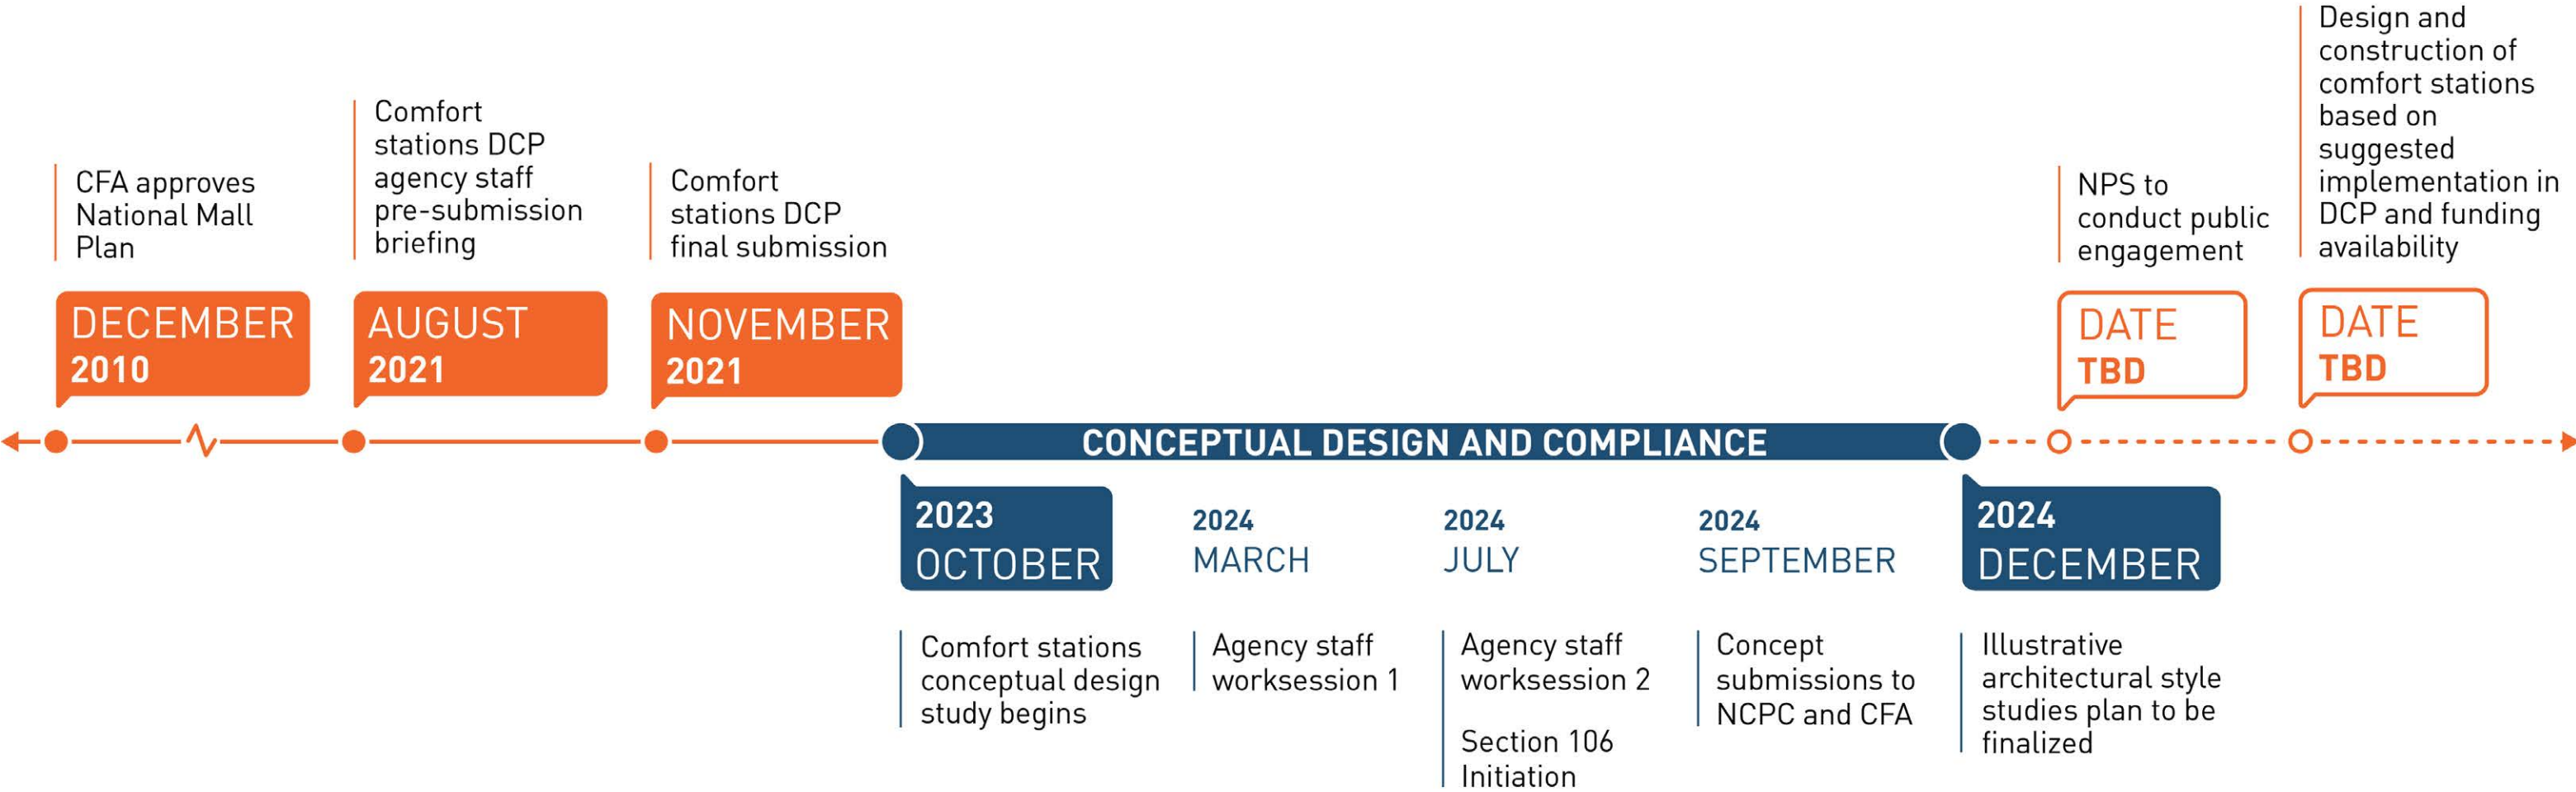 CFA approves
National Mall
Plan
DECEMBER
2010
Comfort
stations DCP
agency staff
pre-submission
briefing
AUGUST
2021
Comfort
stations DCP
final submission
NOVEMBER
2021
CONCEPTUAL DESIGN AND COMPLIANCE
2023
OCTOBER
Comfort stations
conceptual design
study begins
2024
MARCH
Agency staff
worksession 1
2024
JULY
Agency staff
worksession 2
Section 106
Initiation
2024
SEPTEMBER
Concept
submissions to
NCPC and CFA
2024
DECEMBER
Illustrative
architectural style
studies plan to be
finalized
NPS to
conduct public
engagement
DATE
TBD
Design and
construction of
comfort stations
based on
suggested
implementation in
DCP and funding
availability
DATE
TBD